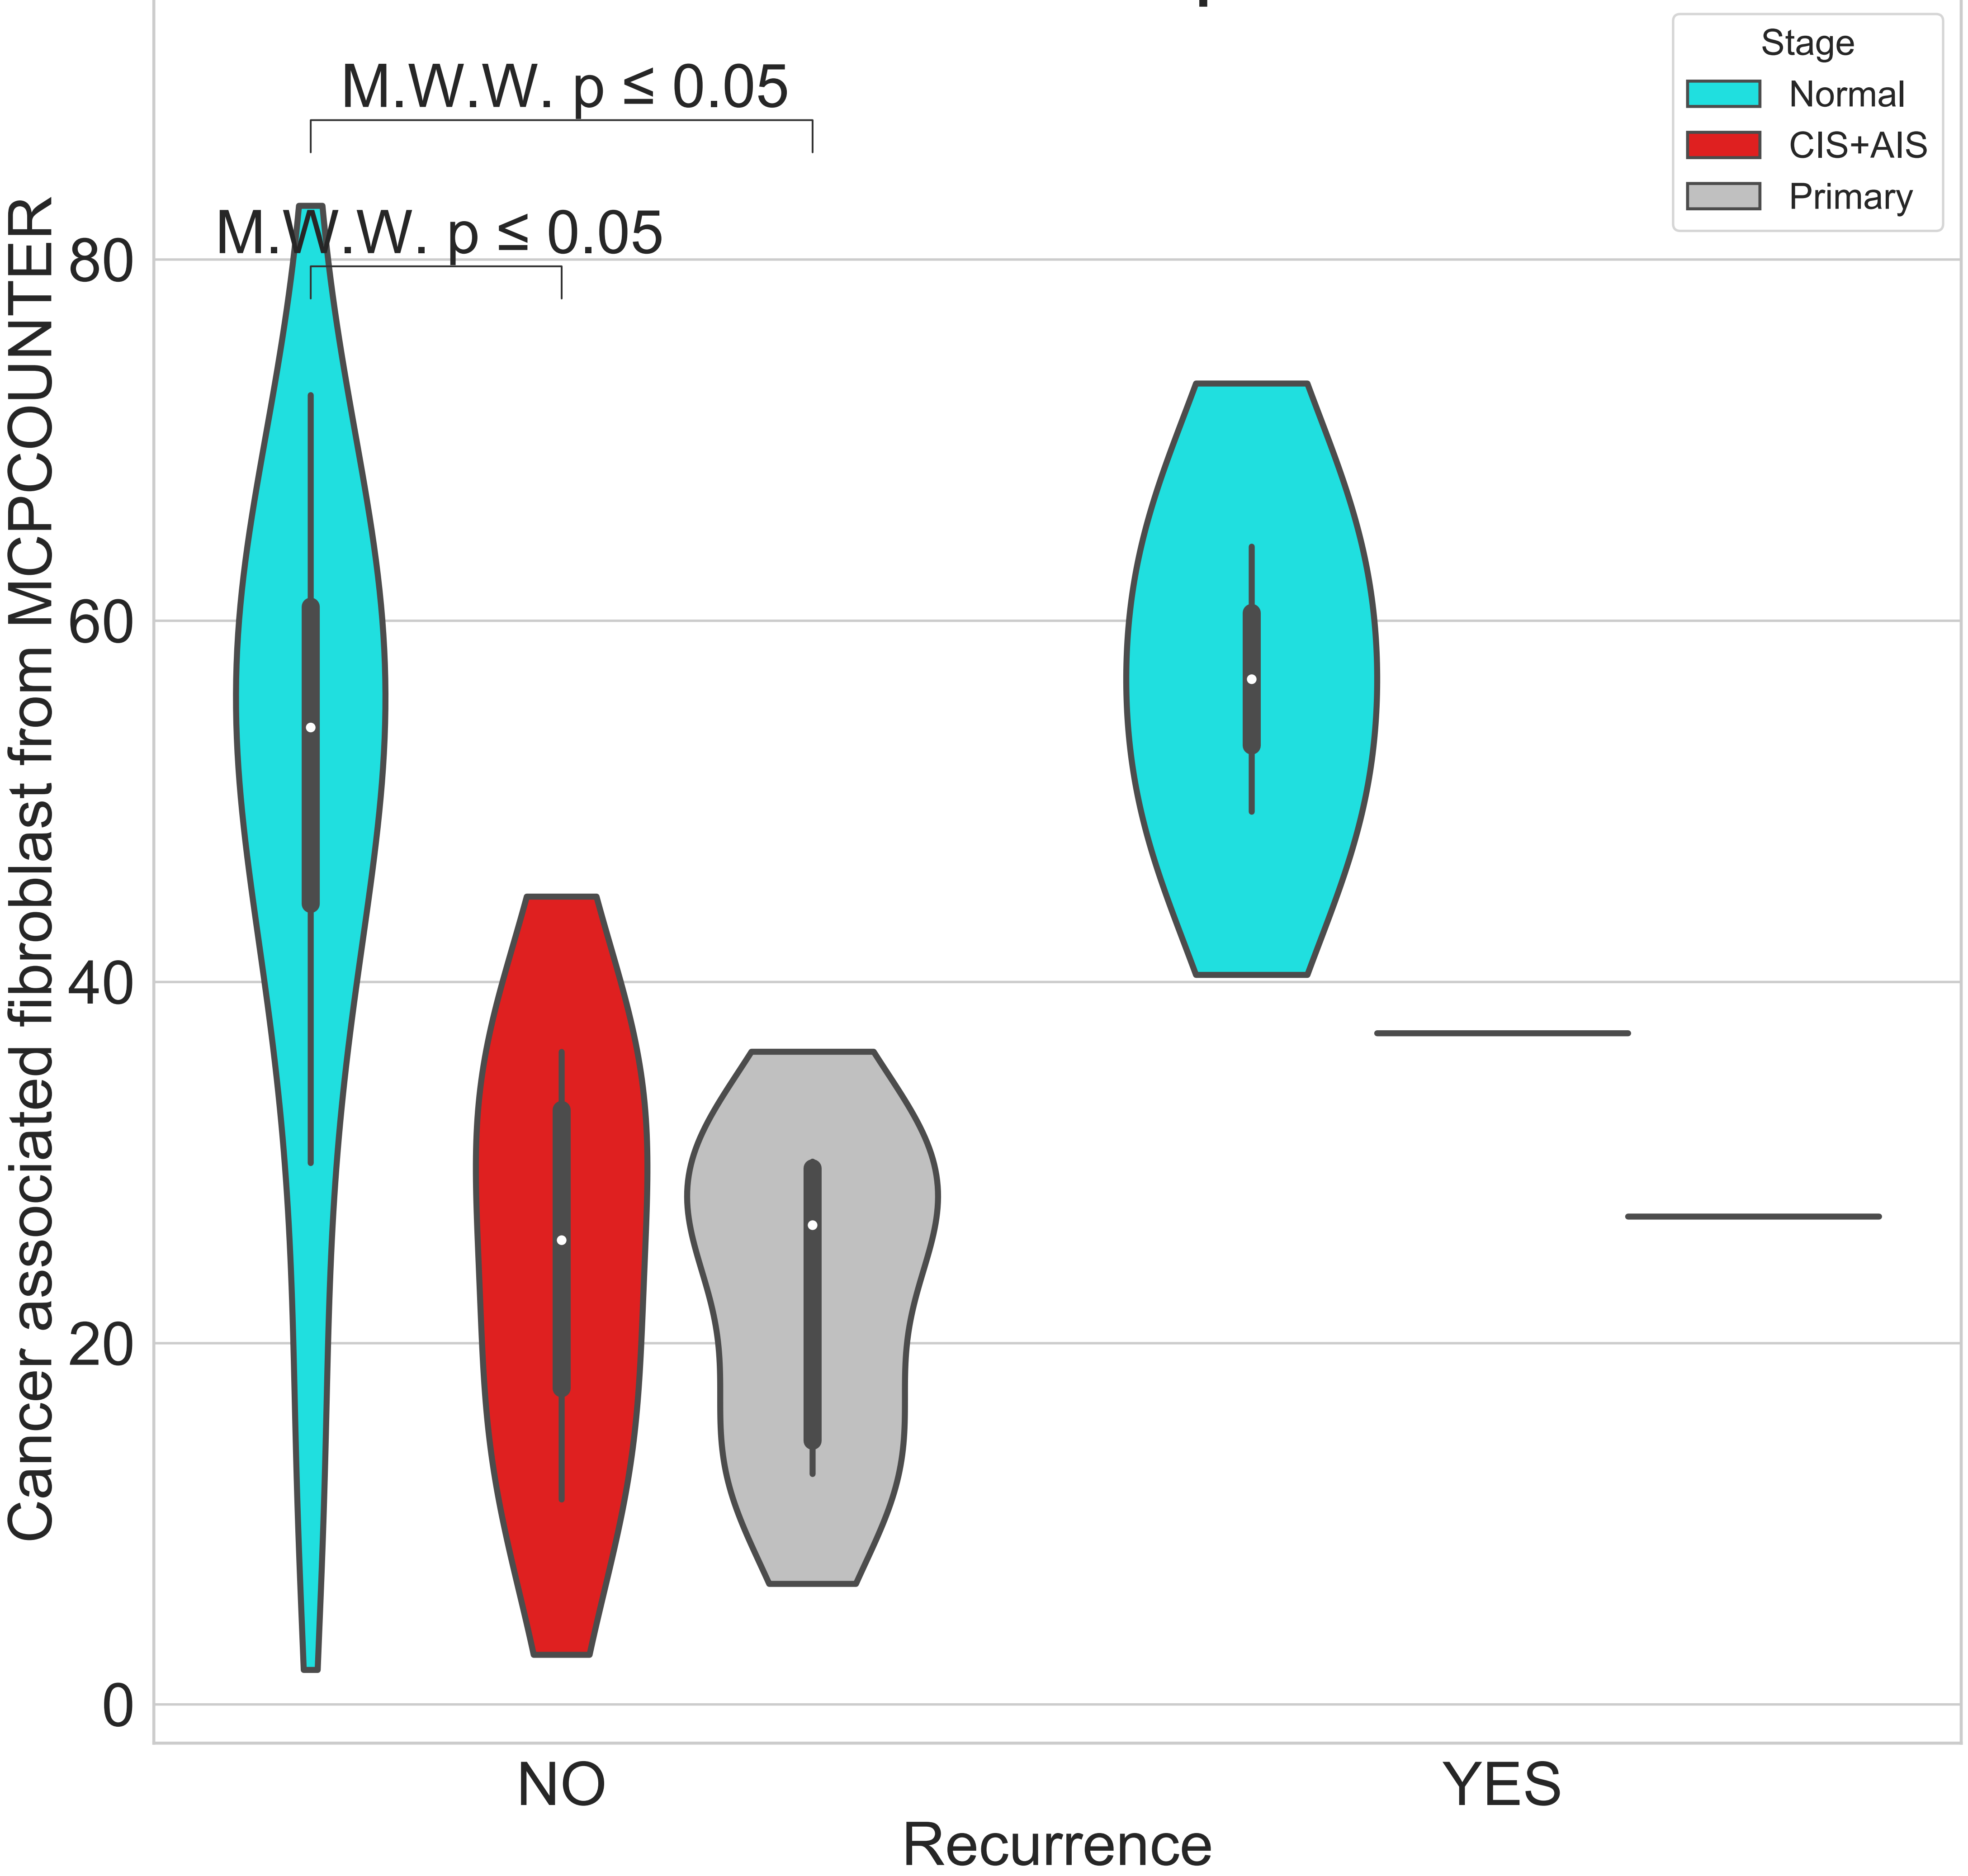 M.W.W. p ≤ 0.05
M.W.W. p ≤ 0.05
Stage
Normal
CIS+AIS
Primary
Cancer associated fibroblast from MCPCOUNTER
80
60
40
20
0
NO
YES
Recurrence